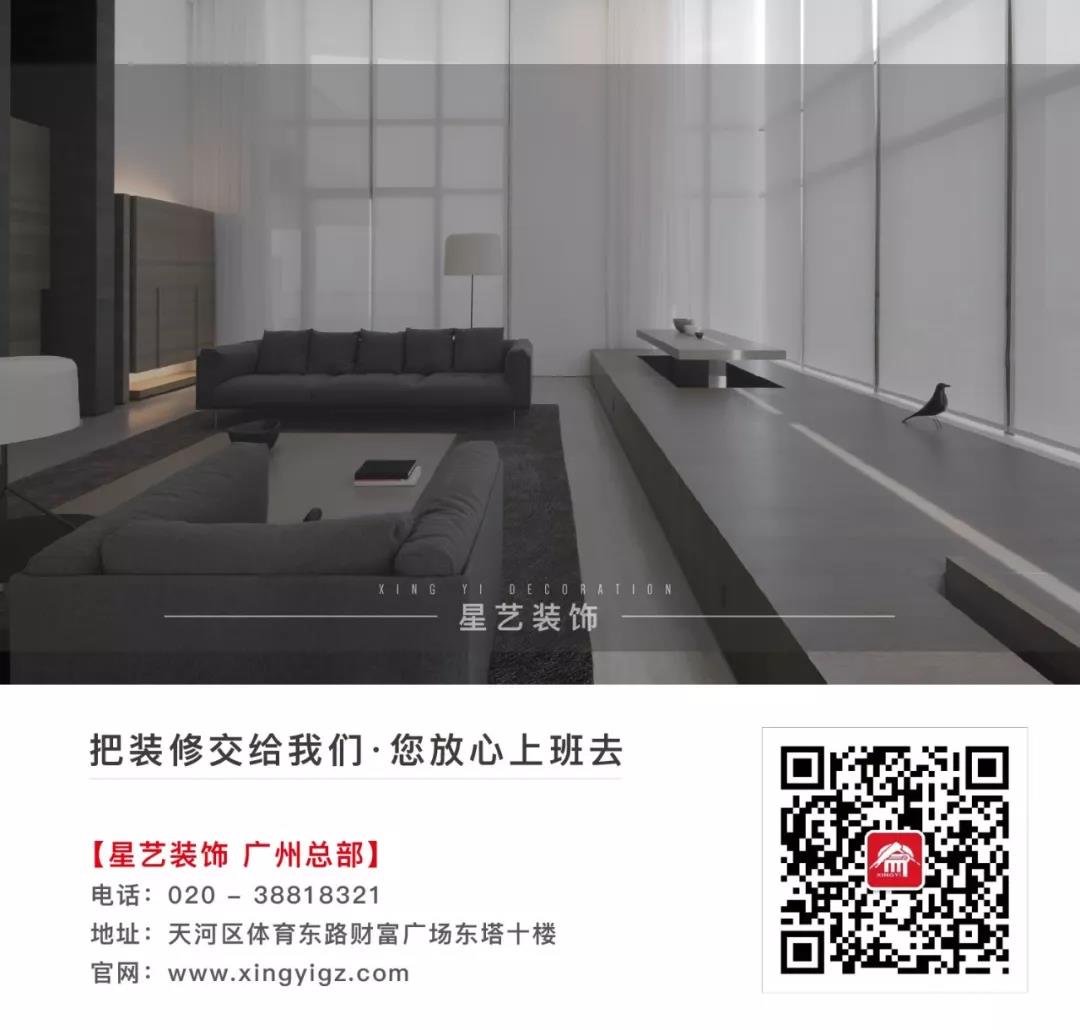 XING YI DECORATION
星艺装饰
把装修交给我们·您放心上班去
【星艺装饰 广州总部】
电话：020 – 38818321
地址：天河区体育东路财富广场东塔十楼
官网：www.xingyigz.com
XINGYI